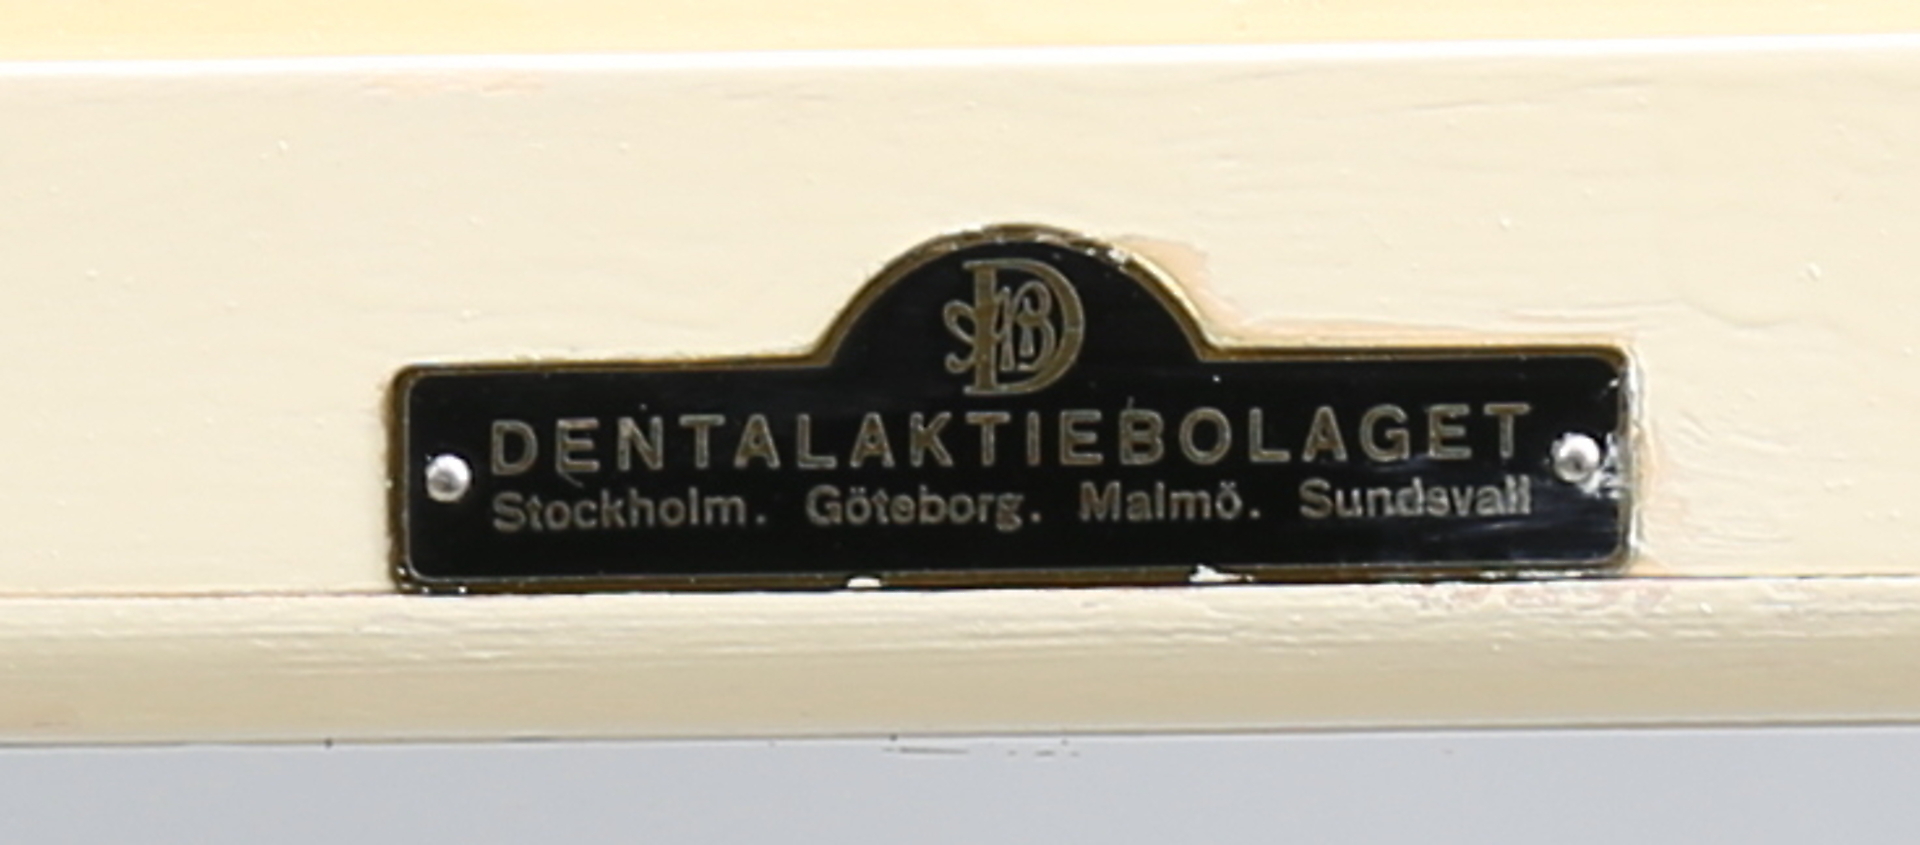 DENTALAKTIEBOLAGET
Stockholm. Göteborg. Malmö. Sundsvall